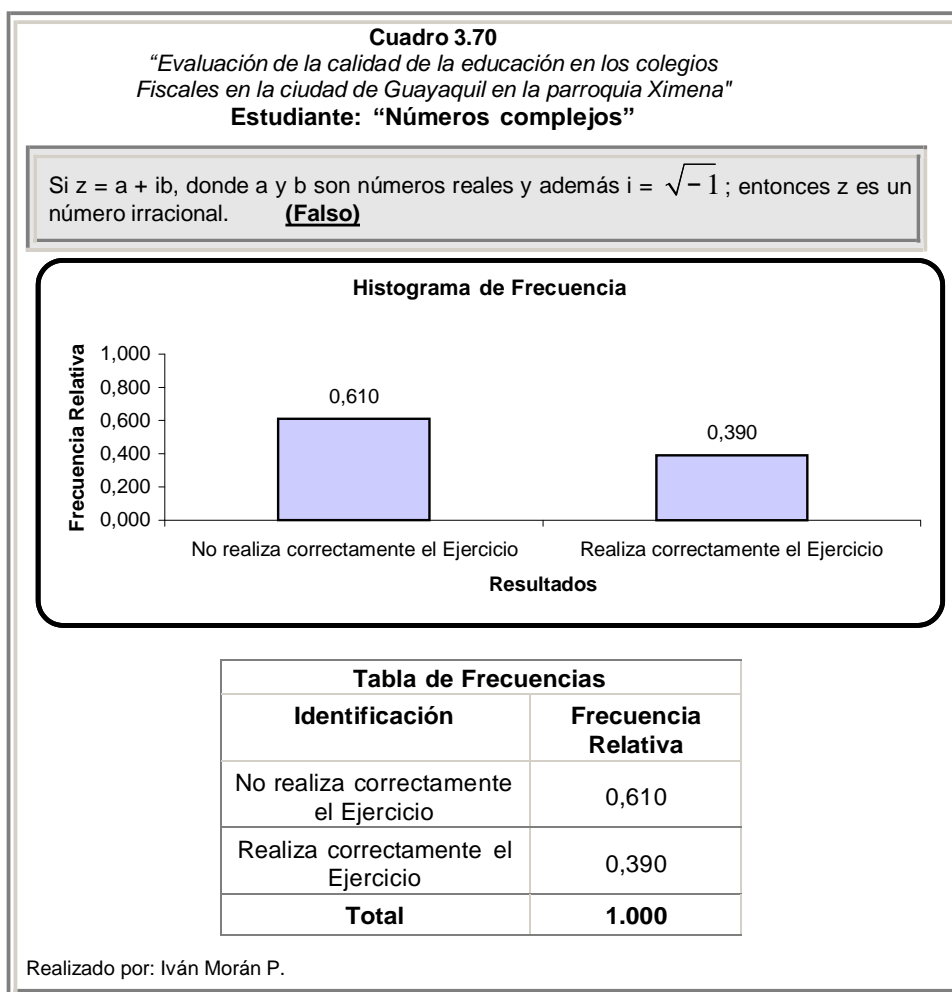 Cuadro 3.70
“Evaluación de la calidad de la educación en los colegios
Fiscales en la ciudad de Guayaquil en la parroquia Ximena"
Estudiante: “Números complejos”
Si z = a + ib, donde a y b son números reales y además i = √−1 ; entonces z es un
número irracional. (Falso)
Histograma de Frecuencia
Frecuencia Relativa
1,000
0,800
0,600
0,400
0,200
0,000
0,610
0,390
No realiza correctamente el Ejercicio
Realiza correctamente el Ejercicio
Resultados
Tabla de Frecuencias
Identificación
Frecuencia
Relativa
No realiza correctamente
el Ejercicio
0,610
Realiza correctamente el
Ejercicio
0,390
Total
1.000
Realizado por: Iván Morán P.